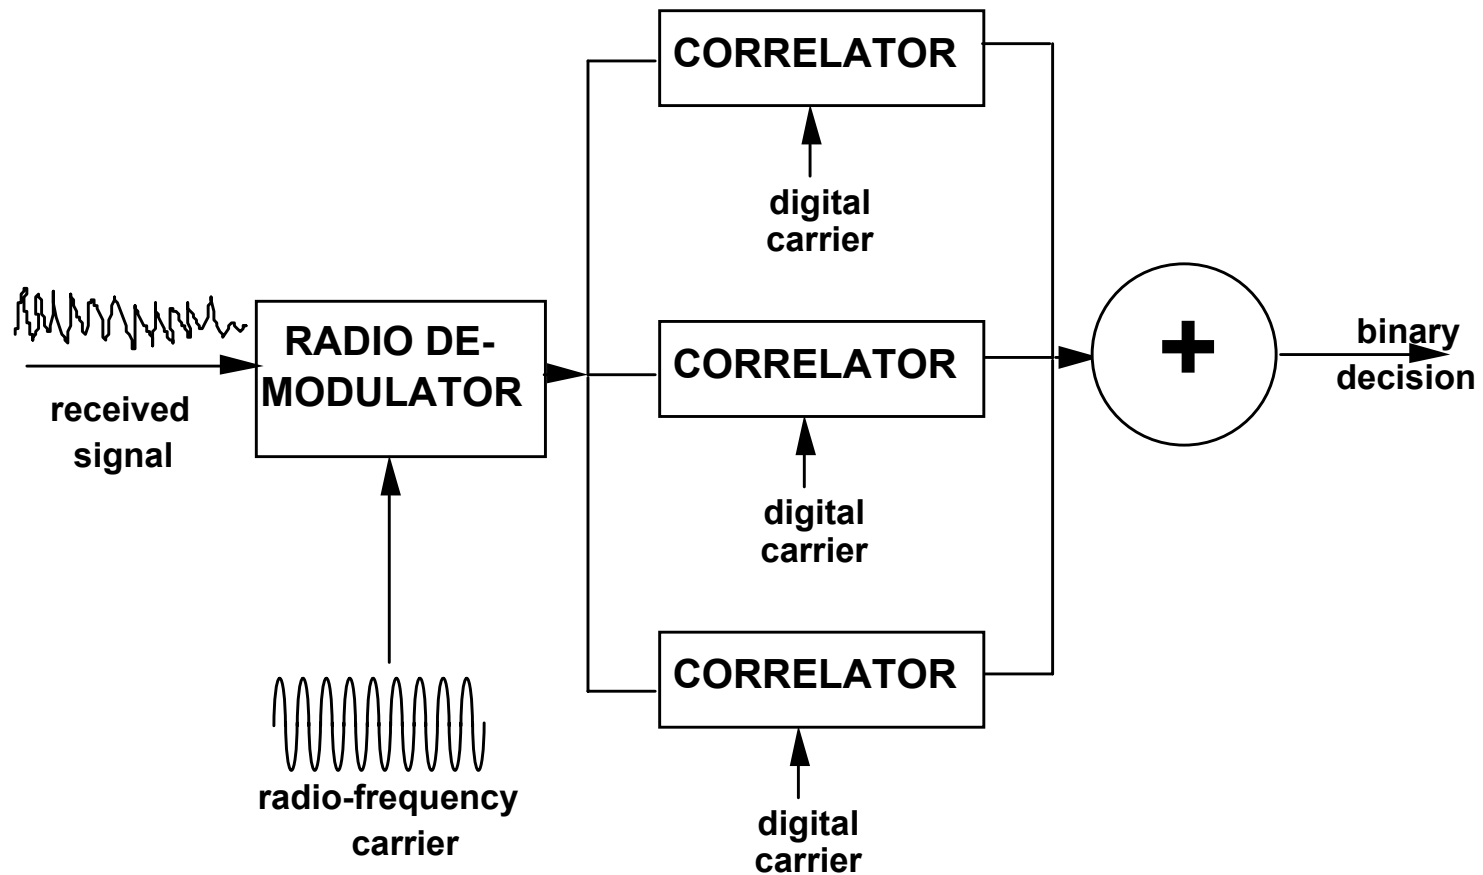 CORRELATOR
digital
carrier
received
signal
RADIO DE-
MODULATOR
radio-frequency
carrier
CORRELATOR
digital
carrier
CORRELATOR
digital
carrier
+
binary
decision